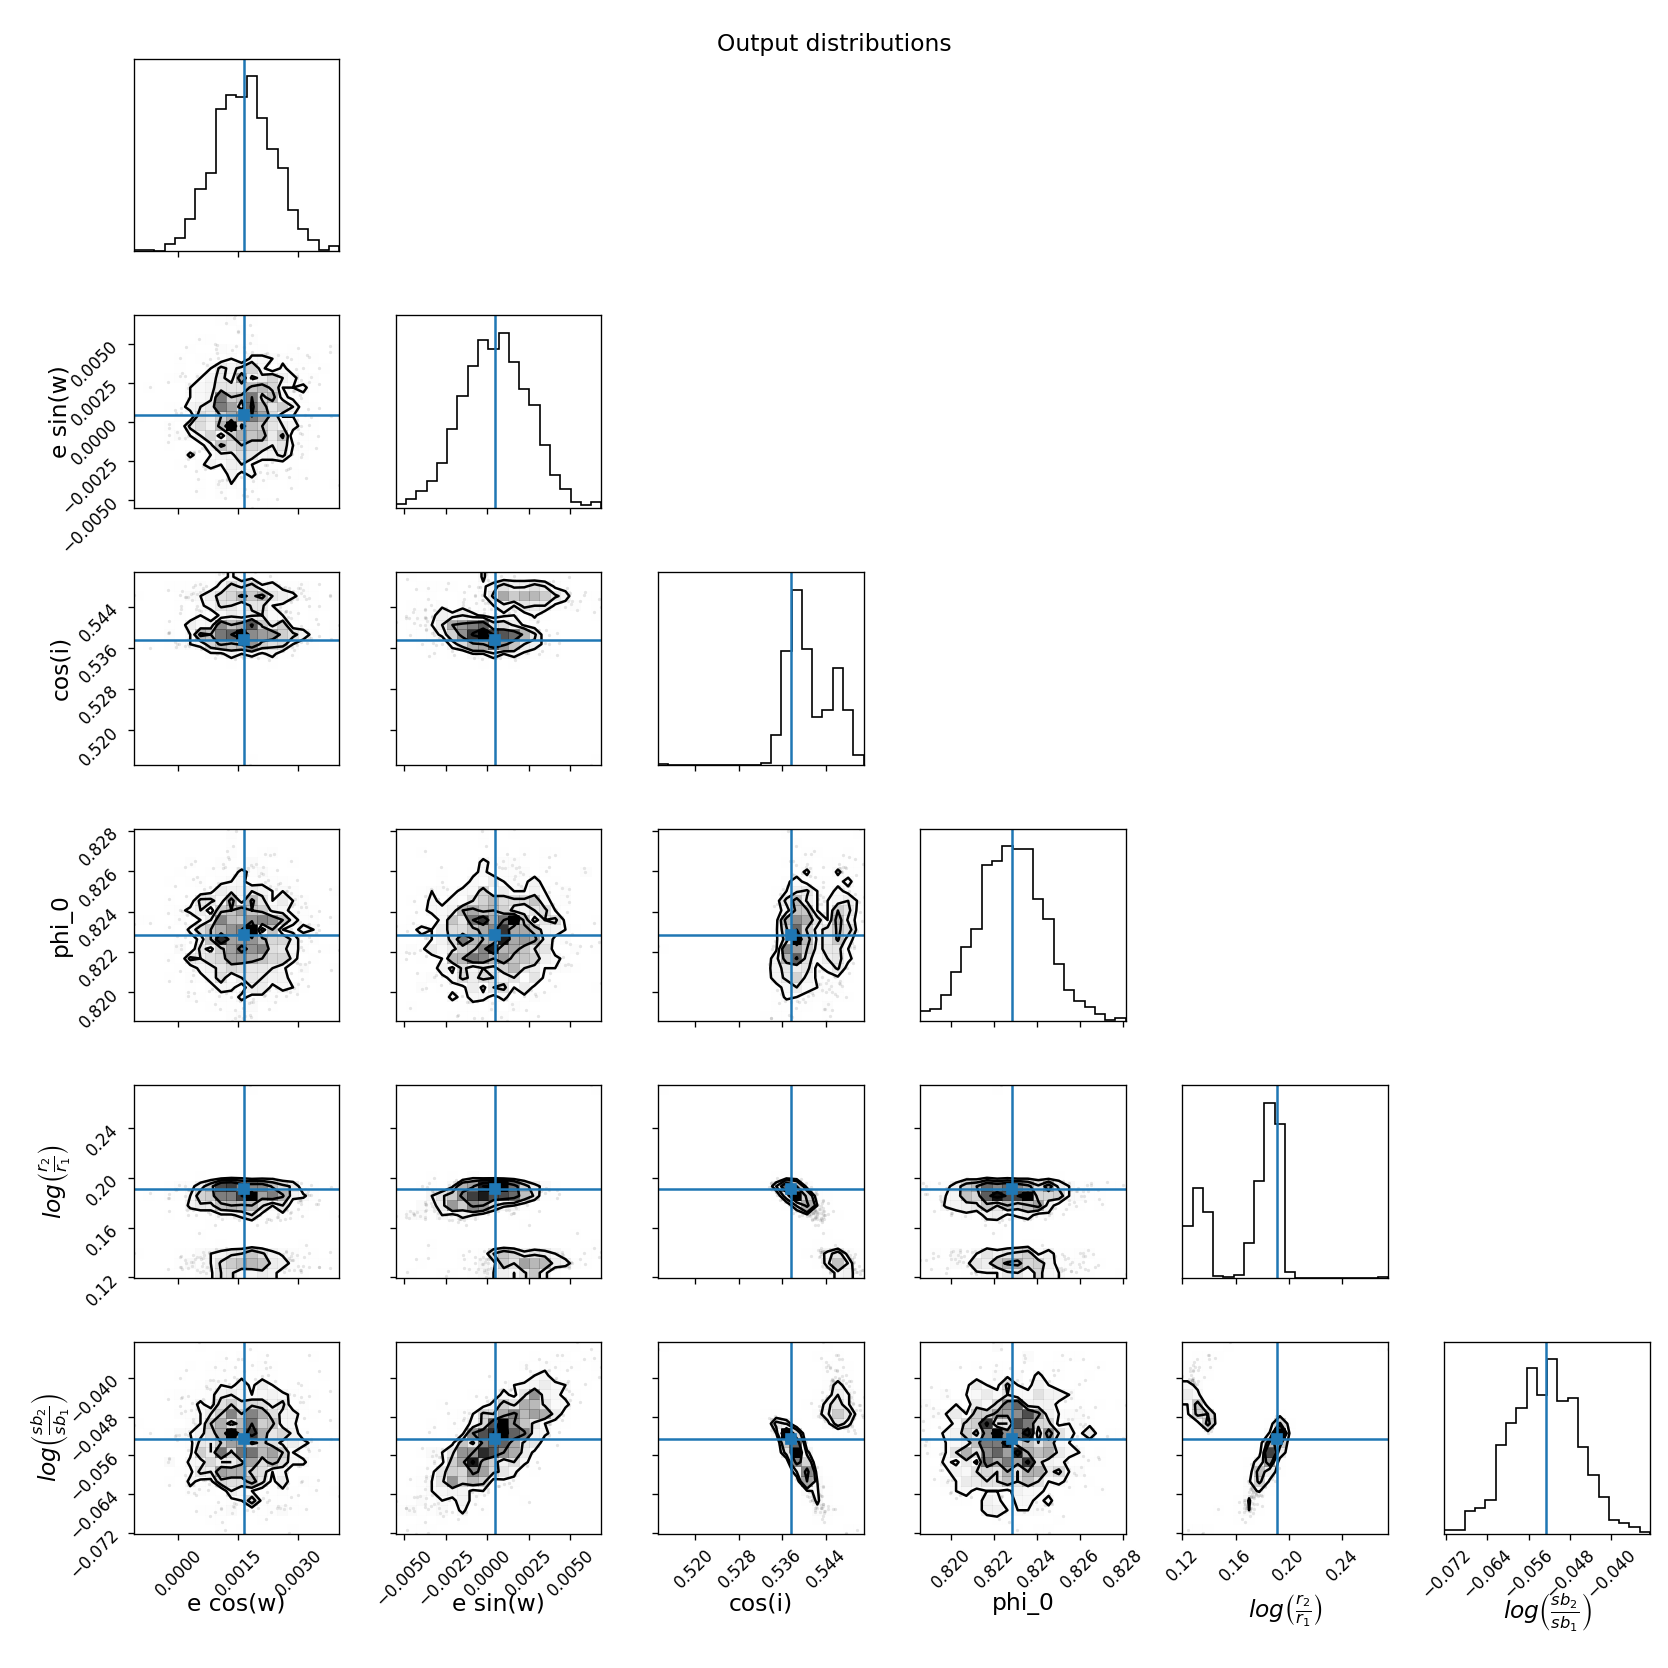 Output distributions
e sin(w)
0.0050
0.0025
0.0000
−0.0025
−0.0050
cos(i)
0.544
0.536
0.528
0.520
phi_0
0.828
0.826
0.824
0.822
0.820
log(r₂/r₁)
0.24
0.20
0.16
0.12
log(sb₂/sb₁)
−0.040
−0.048
−0.056
−0.064
−0.072
0.0000 0.0015 0.0030
−0.0050 −0.0025 0.0000 0.0025 0.0050
0.520 0.528 0.536 0.544
0.820 0.822 0.824 0.826 0.828
0.12 0.16 0.20 0.24
−0.072 −0.064 −0.056 −0.048 −0.040
e cos(w) e sin(w) cos(i) phi_0 log(r₂/r₁) log(sb₂/sb₁)